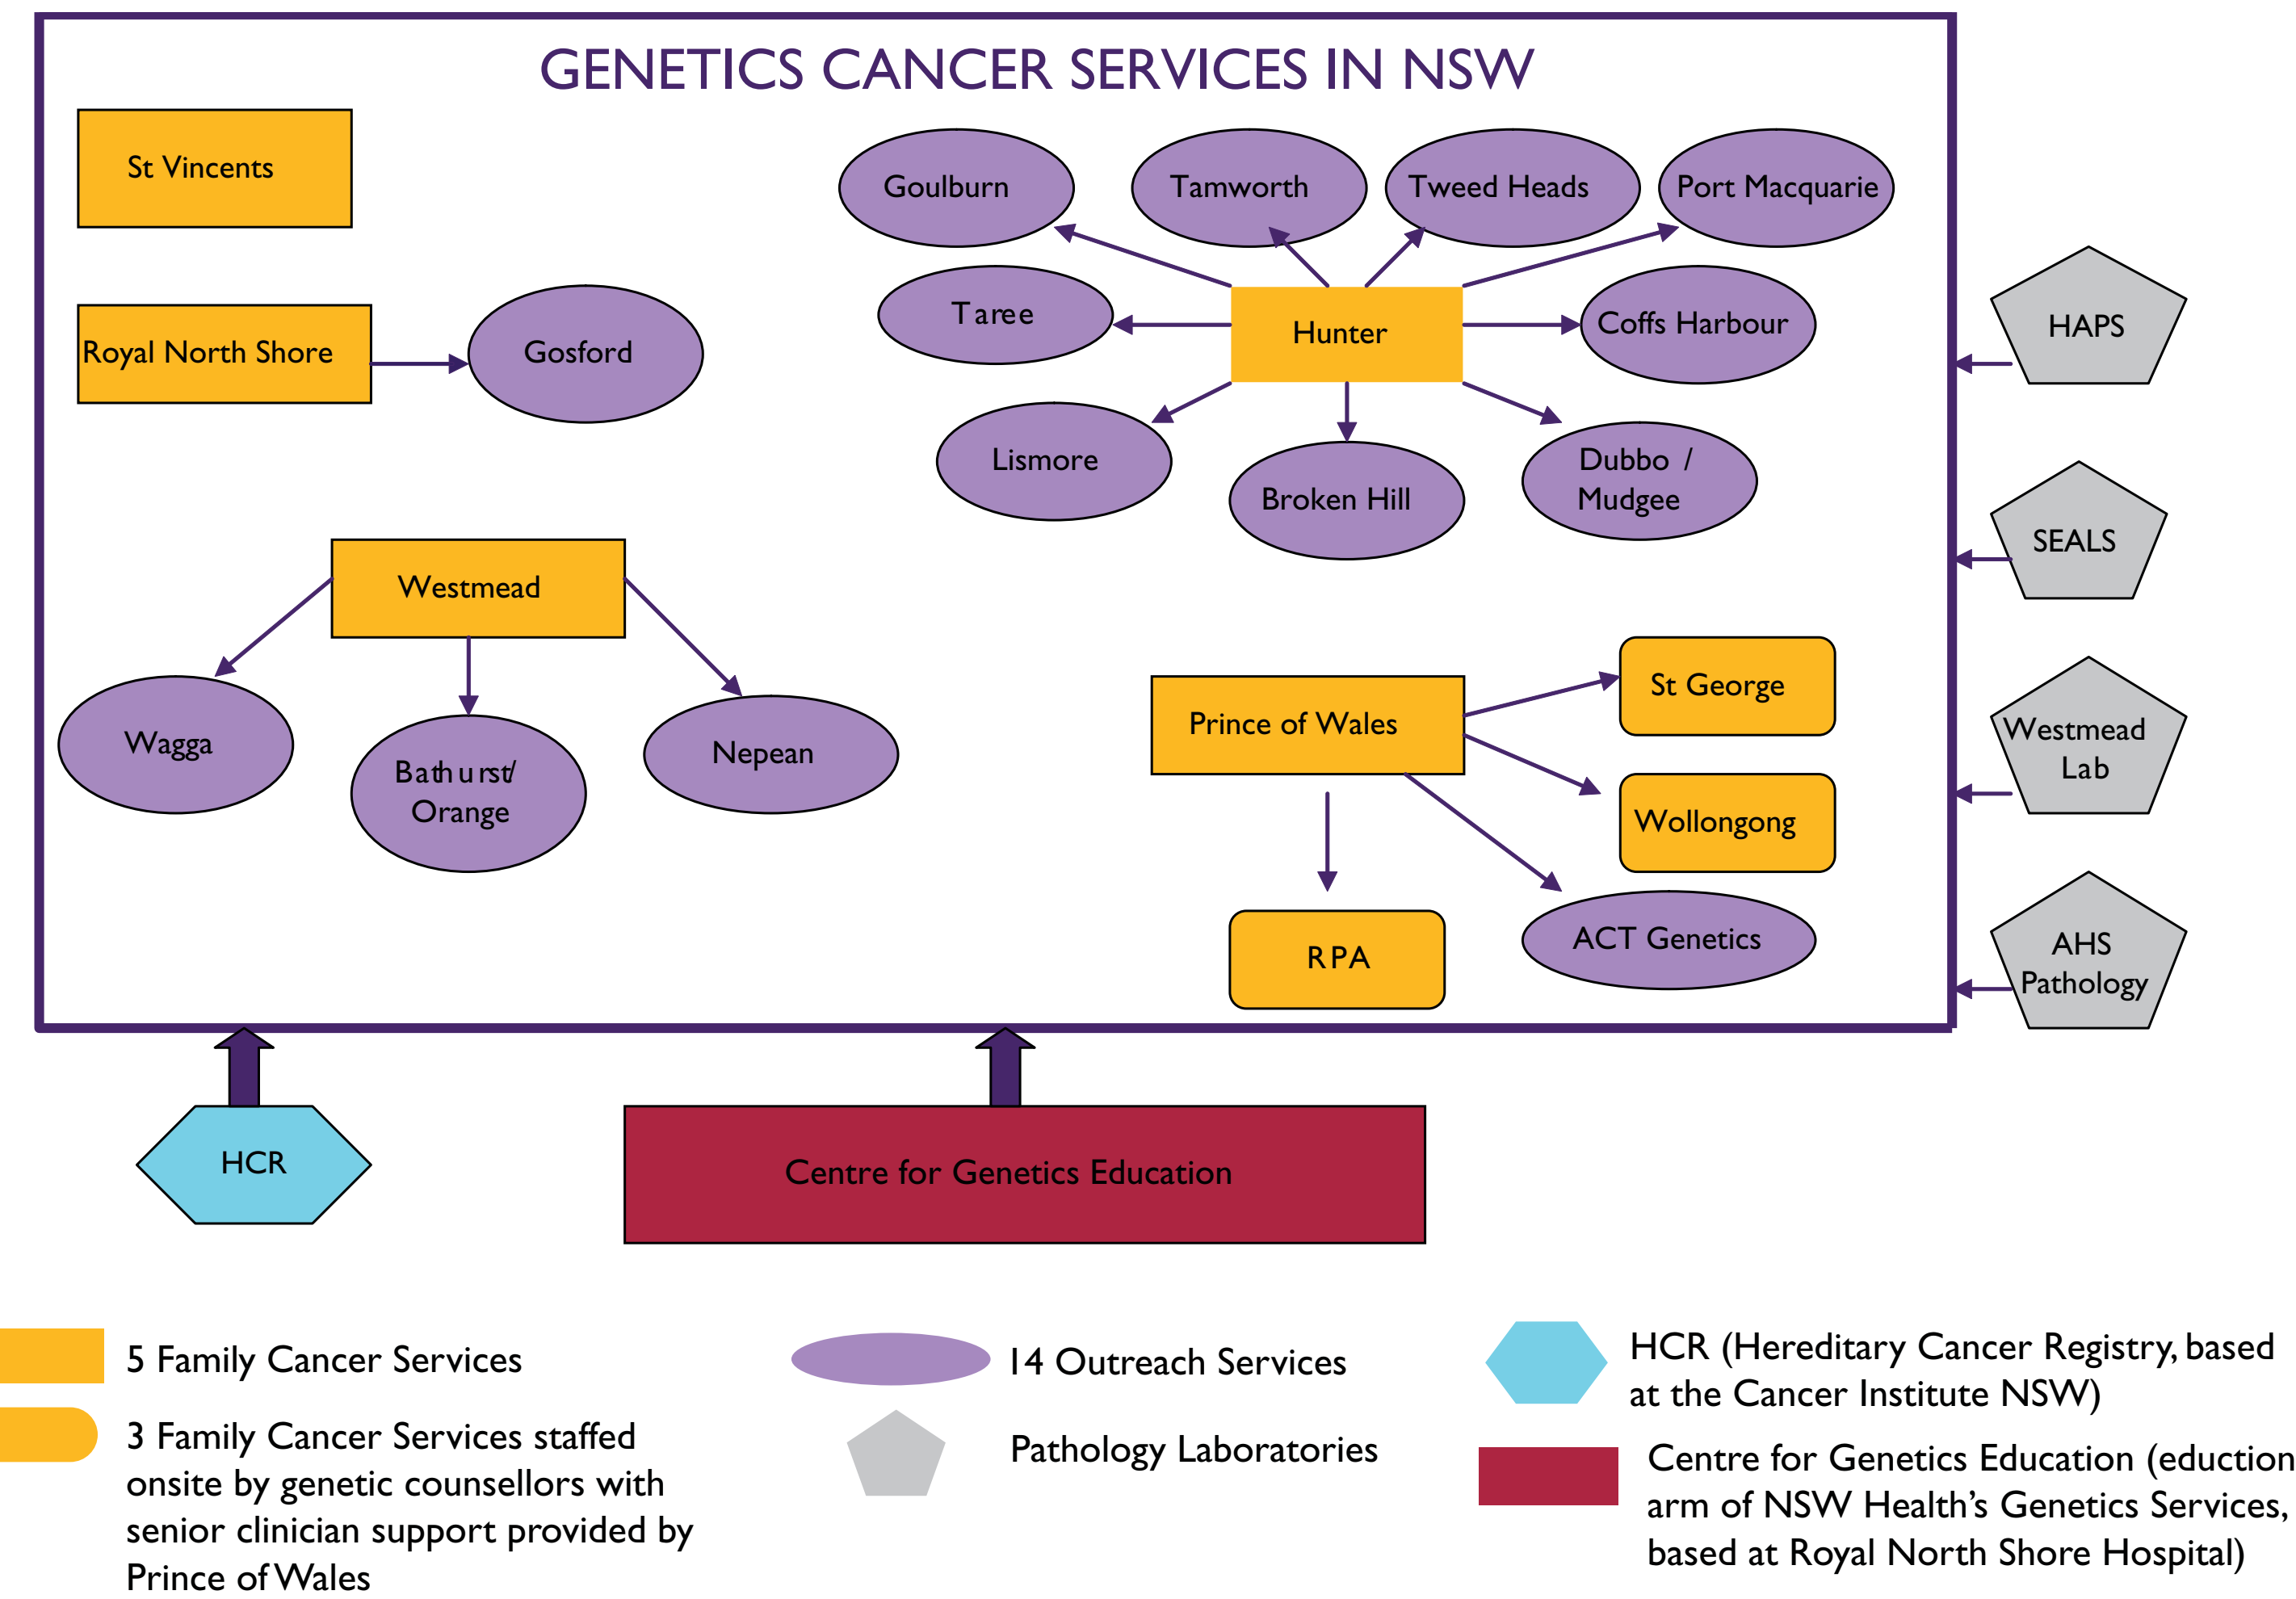 GENETICS CANCER SERVICES IN NSW
St Vincents
Goulburn
Tamworth
Tweed Heads
Port Macquarie
Royal North Shore
Gosford
Taree
Hunter
Coffs Harbour
HAPS
Lismore
Broken Hill
Dubbo /
Mudgee
SEALS
Westmead
Wagga
Bathurst/
Orange
Nepean
Prince of Wales
St George
Wollongong
Westmead
Lab
RPA
ACT Genetics
AHS
Pathology
HCR
Centre for Genetics Education
5 Family Cancer Services
3 Family Cancer Services staffed
onsite by genetic counsellors with
senior clinician support provided by
Prince of Wales
14 Outreach Services
Pathology Laboratories
HCR (Hereditary Cancer Registry, based
at the Cancer Institute NSW)
Centre for Genetics Education (eduction
arm of NSW Health’s Genetics Services,
based at Royal North Shore Hospital)